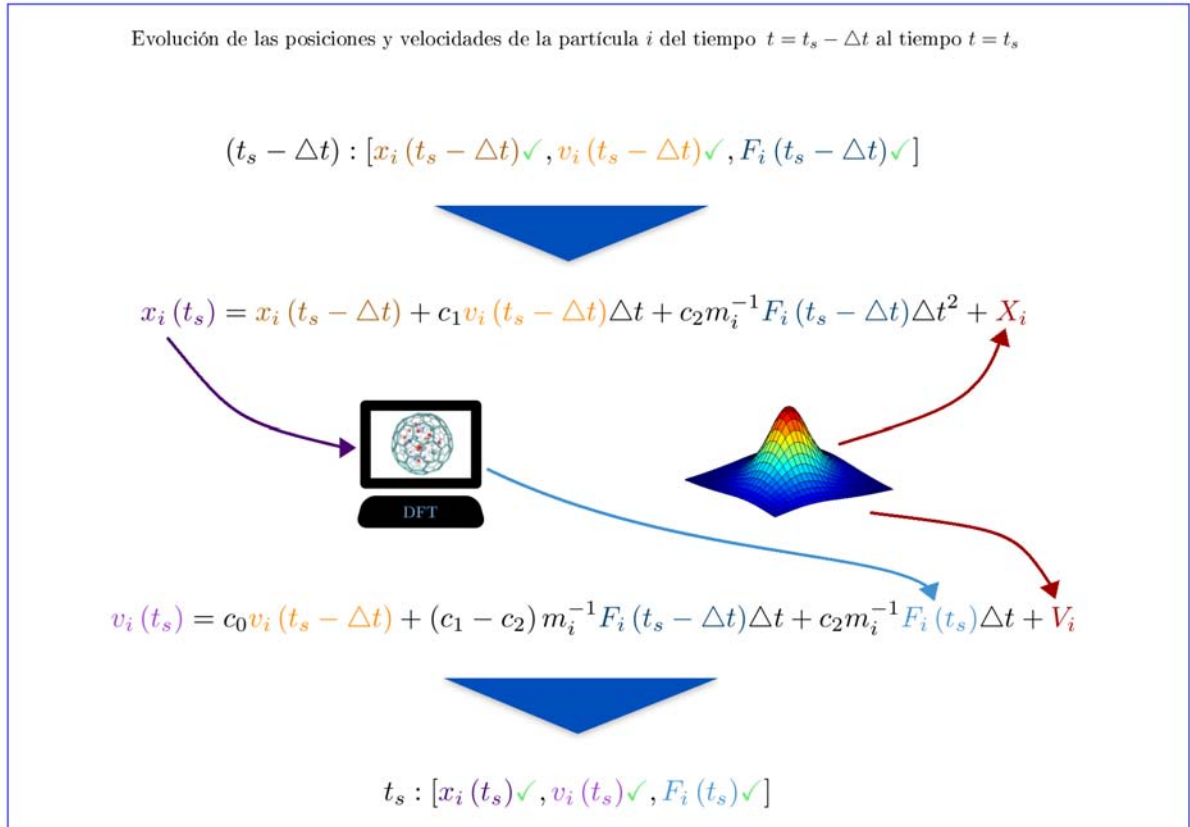 Evolución de las posiciones y velocidades de la partícula i del tiempo t = t_s − △t al tiempo t = t_s
(t_s − △t) : [x_i (t_s − △t)✓, v_i (t_s − △t)✓, F_i (t_s − △t)✓]
x_i (t_s) = x_i (t_s − △t) + c_1 v_i (t_s − △t)△t + c_2 m_i^{-1} F_i (t_s − △t)△t^2 + X_i
DFT
v_i (t_s) = c_0 v_i (t_s − △t) + (c_1 − c_2) m_i^{-1} F_i (t_s − △t)△t + c_2 m_i^{-1} F_i (t_s)△t + V_i
t_s : [x_i (t_s)✓, v_i (t_s)✓, F_i (t_s)✓]